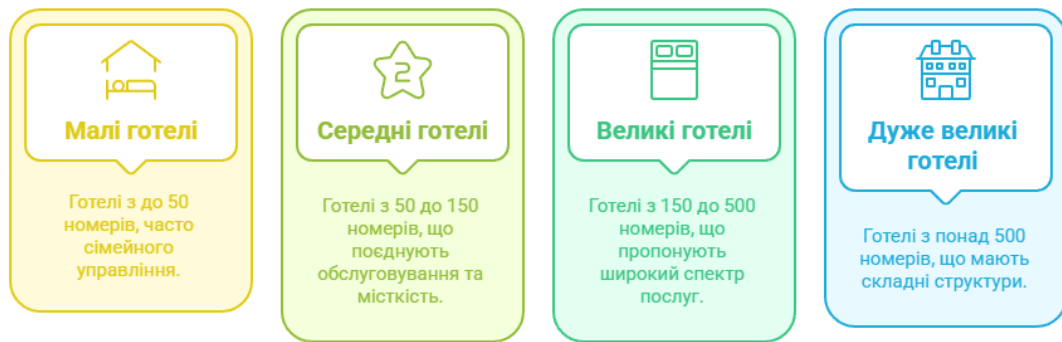 Малі готелі
Готелі з до 50
номерів, часто
сімейного
управління.
2
Середні готелі
Готелі з 50 до 150
номерів, що
поєднують
обслуговування та
місткість.
Великі готелі
Готелі з 150 до 500
номерів, що
пропонують
широкий спектр
послуг.
Дуже великі
готелі
Готелі з понад 500
номерів, що мають
складні структури.